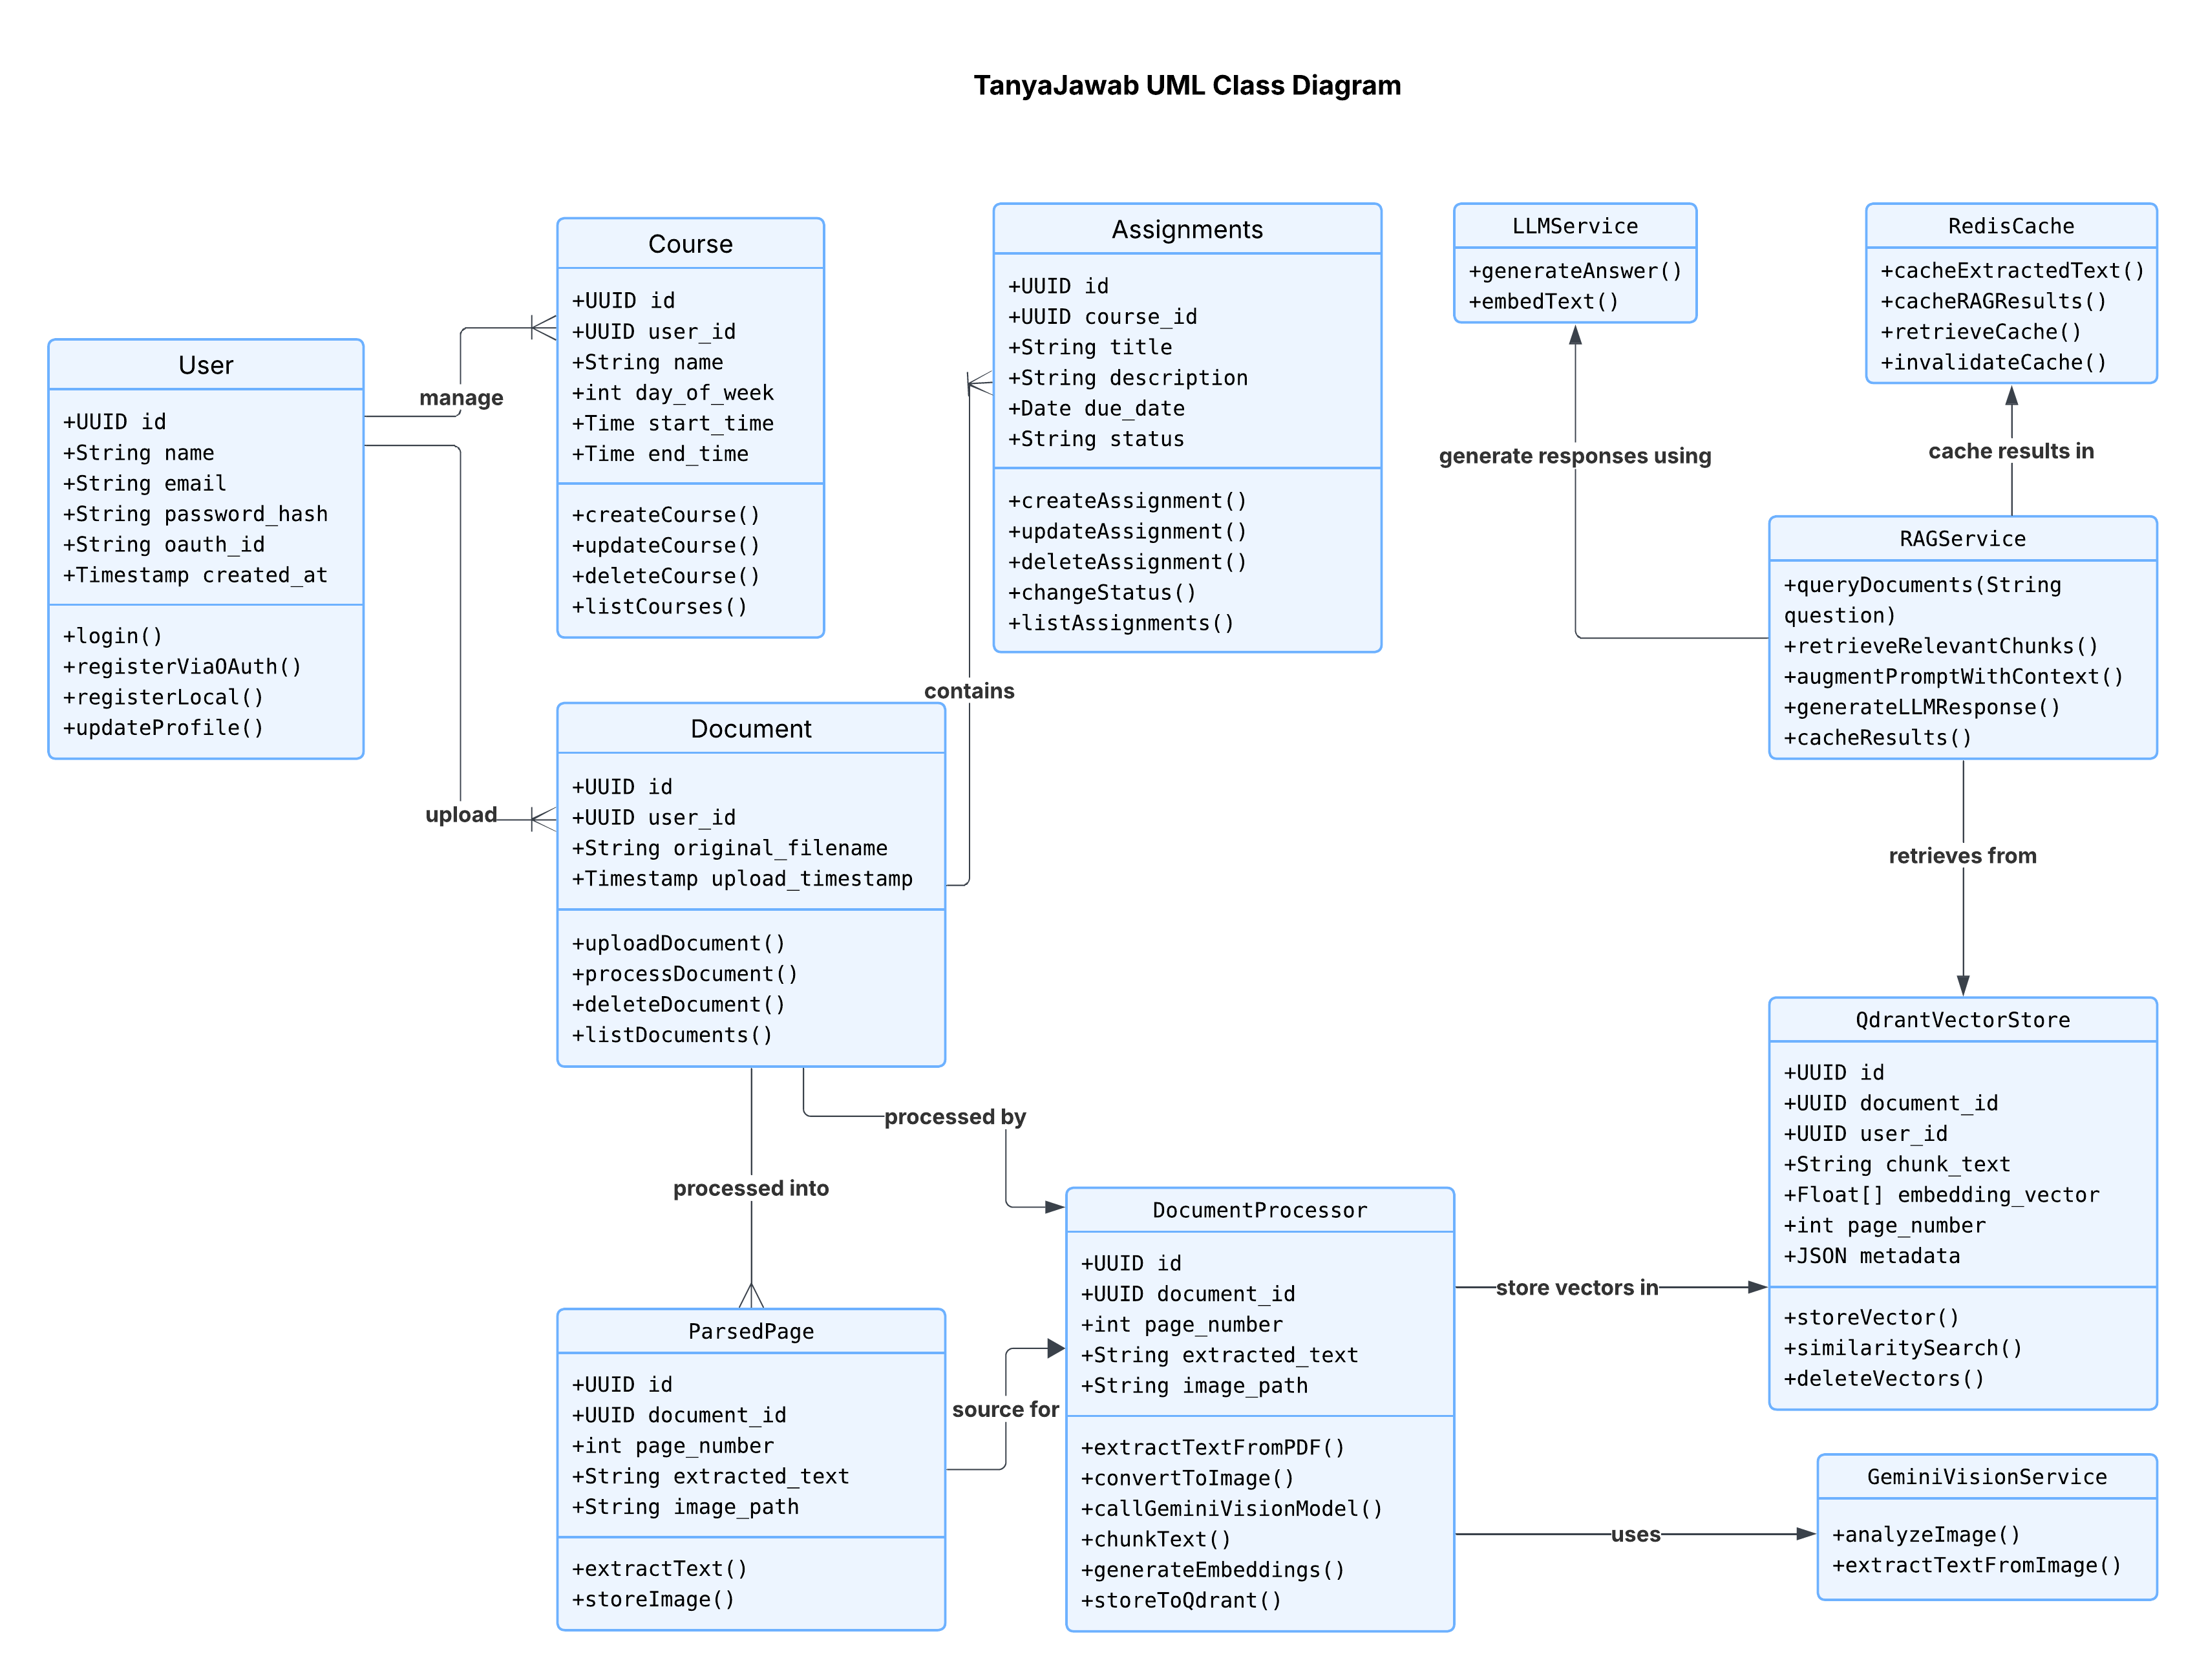 TanyaJawab UML Class Diagram
User
+UUID id
+String name
+String email
+String password_hash
+String oauth_id
+Timestamp created_at
+login()
+registerViaOAuth()
+registerLocal()
+updateProfile()
manage
upload
Course
+UUID id
+UUID user_id
+String name
+int day_of_week
+Time start_time
+Time end_time
+createCourse()
+updateCourse()
+deleteCourse()
+listCourses()
Document
+UUID id
+UUID user_id
+String original_filename
+Timestamp upload_timestamp
+uploadDocument()
+processDocument()
+deleteDocument()
+listDocuments()
contains
Assignments
+UUID id
+UUID course_id
+String title
+String description
+Date due_date
+String status
+createAssignment()
+updateAssignment()
+deleteAssignment()
+changeStatus()
+listAssignments()
LLMService
+generateAnswer()
+embedText()
generate responses using
RedisCache
+cacheExtractedText()
+cacheRAGResults()
+retrieveCache()
+invalidateCache()
cache results in
RAGService
+queryDocuments(String
question)
+retrieveRelevantChunks()
+augmentPromptWithContext()
+generateLLMResponse()
+cacheResults()
retrieves from
QdrantVectorStore
+UUID id
+UUID document_id
+UUID user_id
+String chunk_text
+Float[] embedding_vector
+int page_number
+JSON metadata
+storeVector()
+similaritySearch()
+deleteVectors()
processed by
processed into
ParsedPage
+UUID id
+UUID document_id
+int page_number
+String extracted_text
+String image_path
+extractText()
+storeImage()
source for
DocumentProcessor
+UUID id
+UUID document_id
+int page_number
+String extracted_text
+String image_path
+extractTextFromPDF()
+convertToImage()
+callGeminiVisionModel()
+chunkText()
+generateEmbeddings()
+storeToQdrant()
store vectors in
uses
GeminiVisionService
+analyzeImage()
+extractTextFromImage()